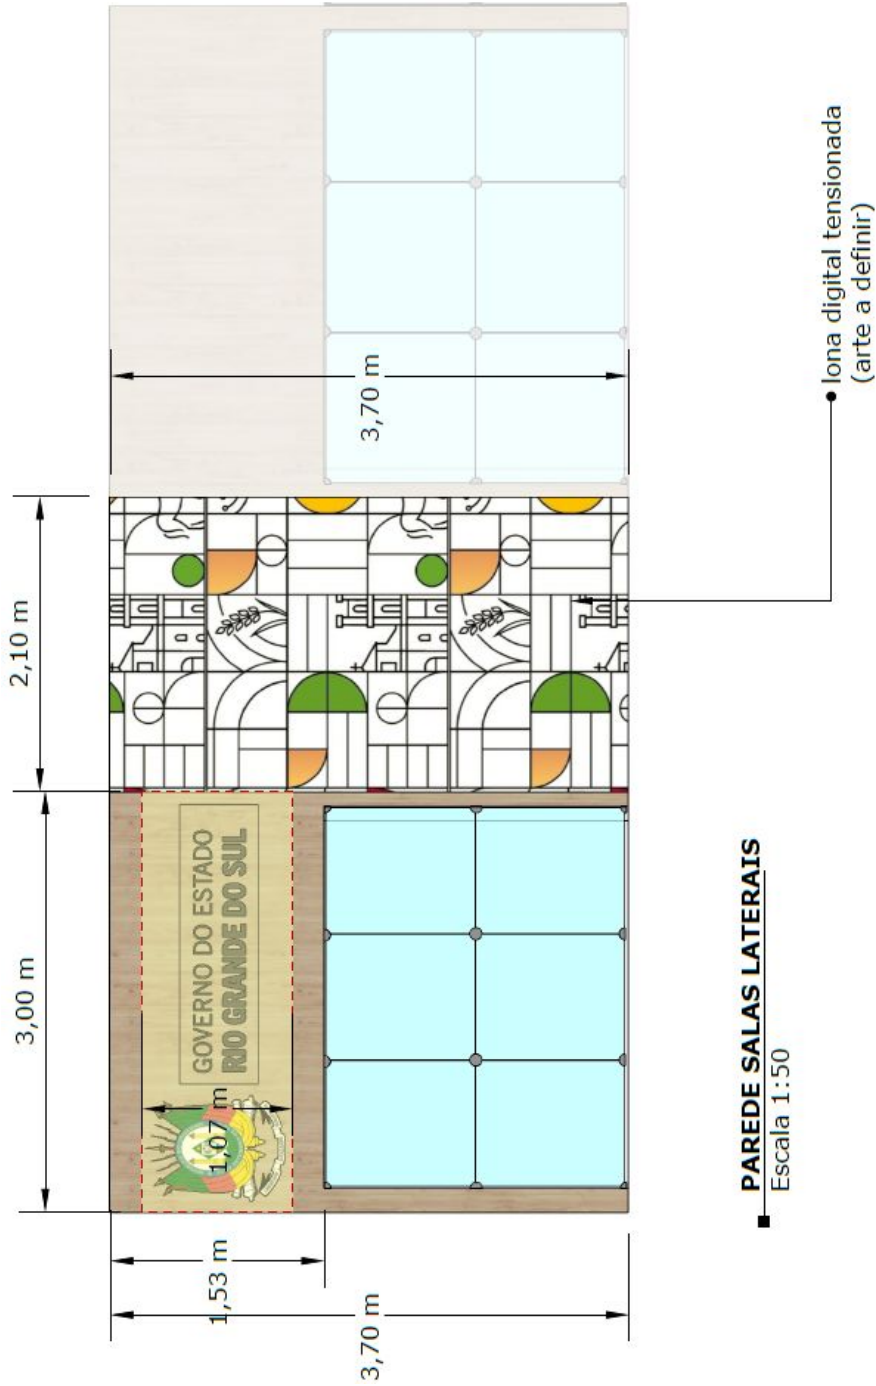 3,00 m
2,10 m
1,53 m
3,70 m
1,07 m
GOVERNO DO ESTADO
RIO GRANDE DO SUL
3,70 m
lona digital tensionada
(arte a definir)
PAREDE SALAS LATERAIS
Escala 1:50